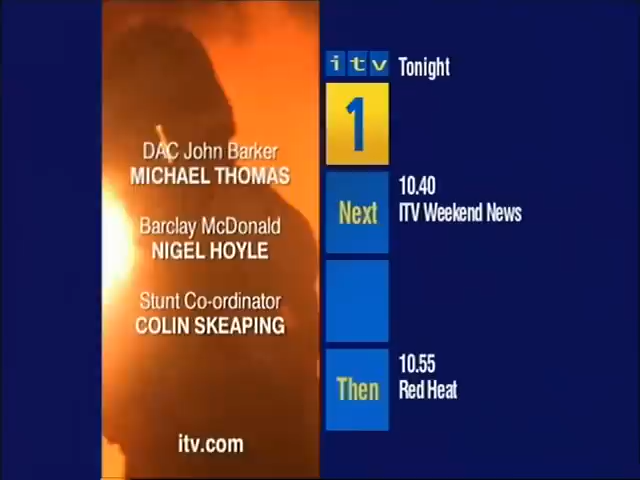 DAC John Barker
MICHAEL THOMAS
Barclay McDonald
NIGEL HOYLE
Stunt Co-ordinator
COLIN SKEAPING
itv.com
itv
1
Tonight
Next
10.40
ITV Weekend News
Then
10.55
Red Heat